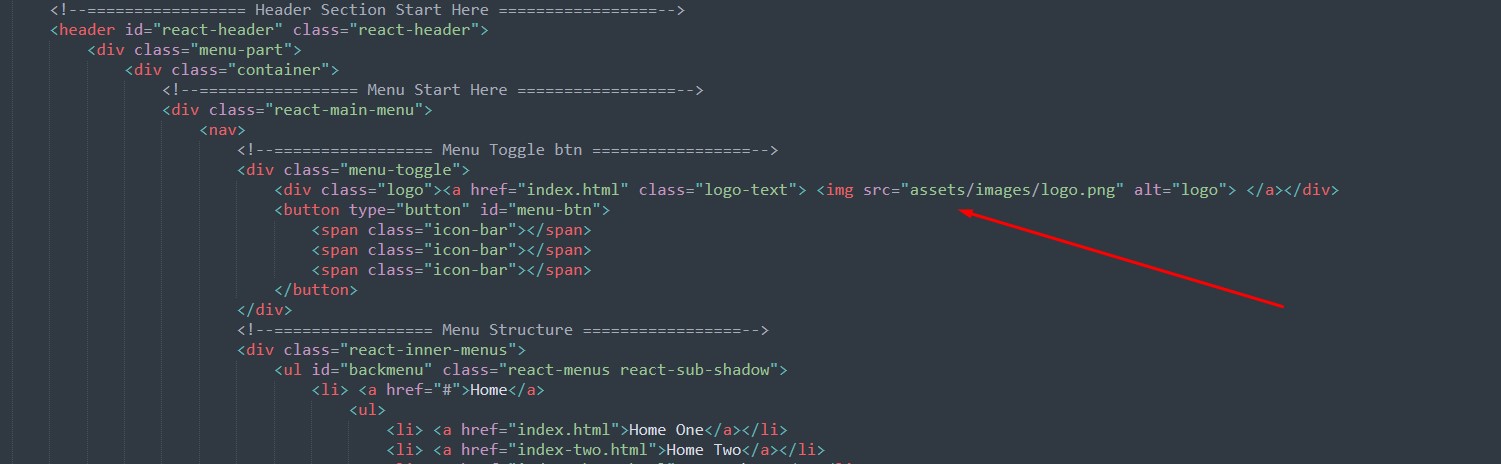 <!--================= Header Section Start Here =================-->
<header id="react-header" class="react-header">
<div class="menu-part">
<div class="container">
<!--================= Menu Start Here =================-->
<div class="react-main-menu">
<nav>
<!--================= Menu Toggle btn =================-->
<div class="menu-toggle">
<div class="logo"><a href="index.html" class="logo-text"> <img src="assets/images/logo.png" alt="logo"> </a></div>
<button type="button" id="menu-btn">
<span class="icon-bar"></span>
<span class="icon-bar"></span>
<span class="icon-bar"></span>
</button>
</div>
<!--================= Menu Structure =================-->
<div class="react-inner-menus">
<ul id="backmenu" class="react-menus react-sub-shadow">
<li> <a href="#">Home</a>
<ul>
<li> <a href="index.html">Home One</a></li>
<li> <a href="index-two.html">Home Two</a></li>